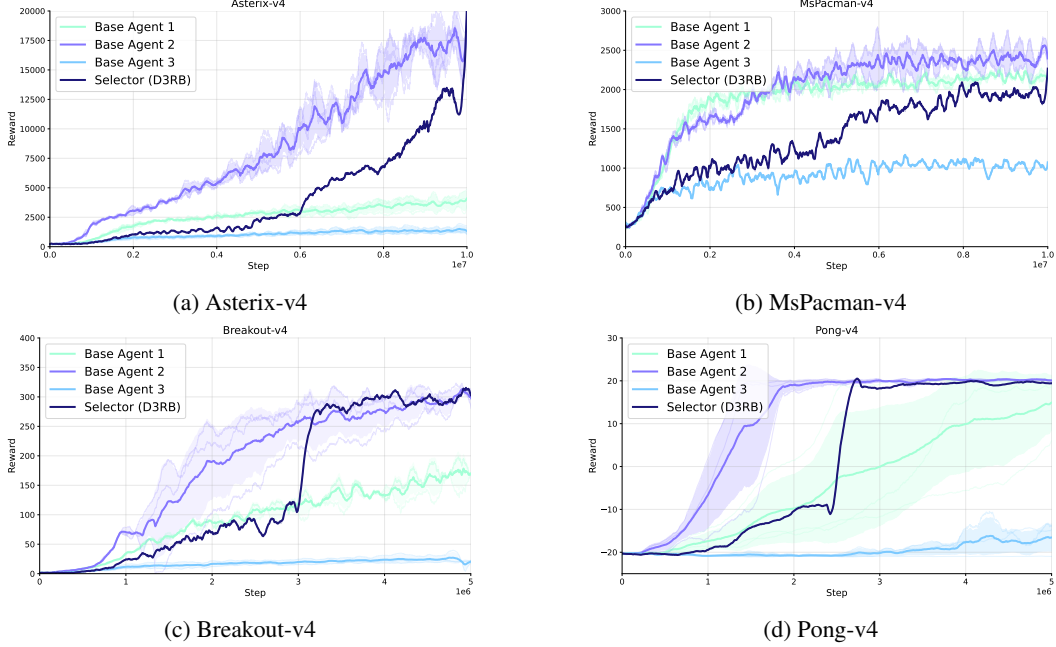 Asterix-v4
20000
17500
15000
12500
10000
7500
5000
2500
0
Reward
Base Agent 1
Base Agent 2
Base Agent 3
Selector (D3RB)
0.0 0.2 0.4 0.6 0.8 1.0
Step
1e7
(a) Asterix-v4
MsPacman-v4
3000
2500
2000
1500
1000
500
0
Reward
Base Agent 1
Base Agent 2
Base Agent 3
Selector (D3RB)
0.0 0.2 0.4 0.6 0.8 1.0
Step
1e7
(b) MsPacman-v4
Breakout-v4
400
350
300
250
200
150
100
50
0
Reward
Base Agent 1
Base Agent 2
Base Agent 3
Selector (D3RB)
0 1 2 3 4 5
Step
1e6
(c) Breakout-v4
Pong-v4
30
20
10
0
−10
−20
Reward
Base Agent 1
Base Agent 2
Base Agent 3
Selector (D3RB)
0 1 2 3 4 5
Step
1e6
(d) Pong-v4